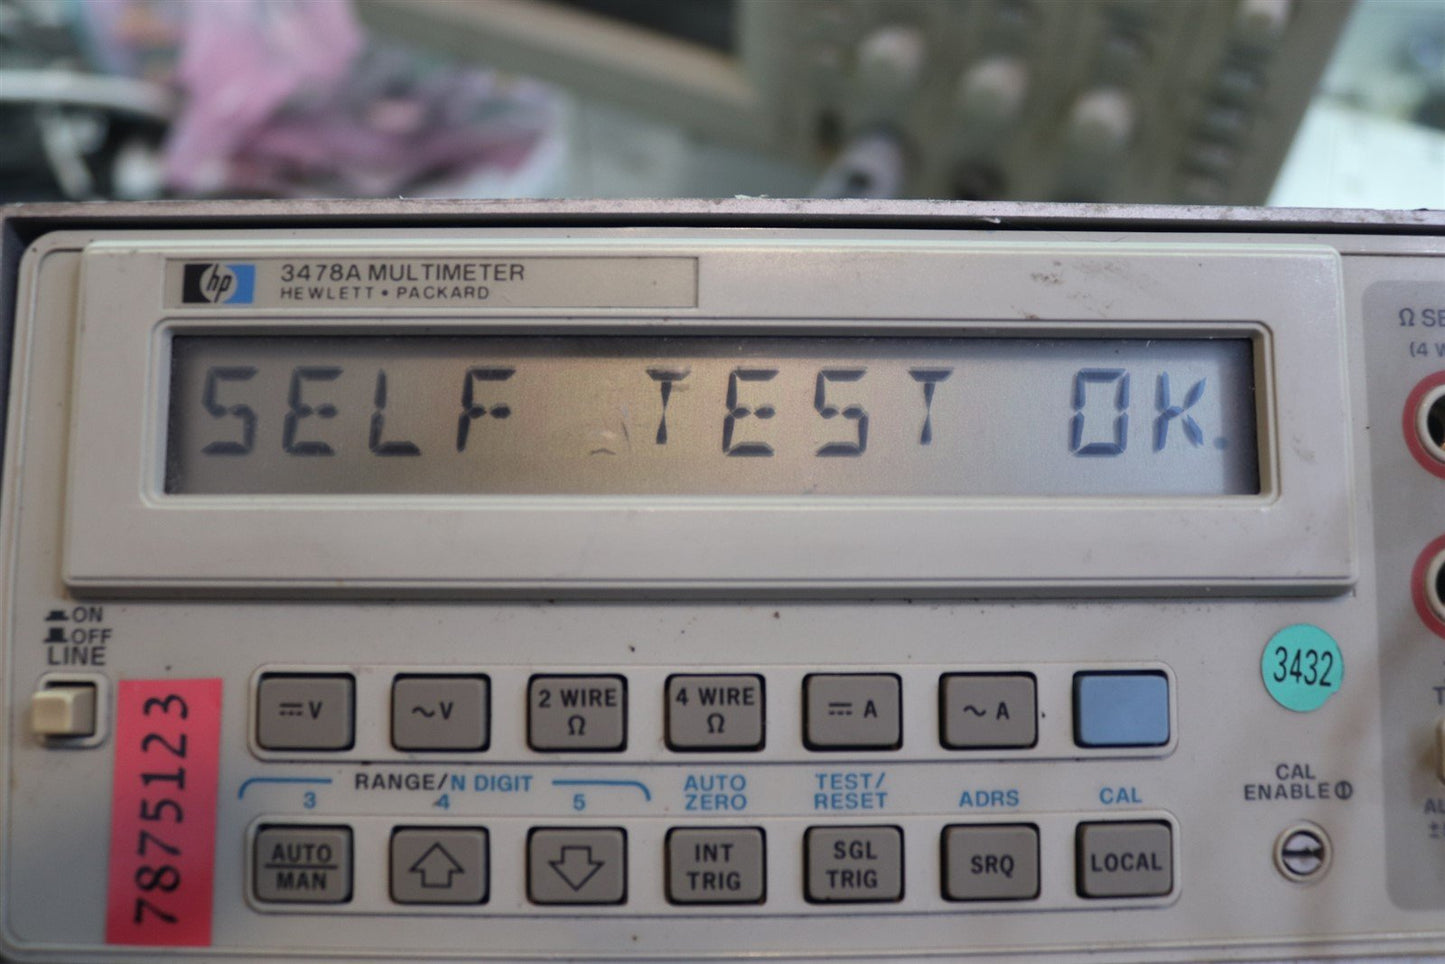 hp
3478A MULTIMETER
HEWLETT • PACKARD
SELF TEST OK.
ON
OFF
LINE
7875123
⎓V
~V
2 WIRE
Ω
4 WIRE
Ω
⎓A
~A
3432
RANGE/N DIGIT
3 4 5
AUTO
ZERO
TEST/
RESET
ADRS
CAL
AUTO
MAN
INT
TRIG
SGL
TRIG
SRQ
LOCAL
CAL
ENABLE
Ω
(4